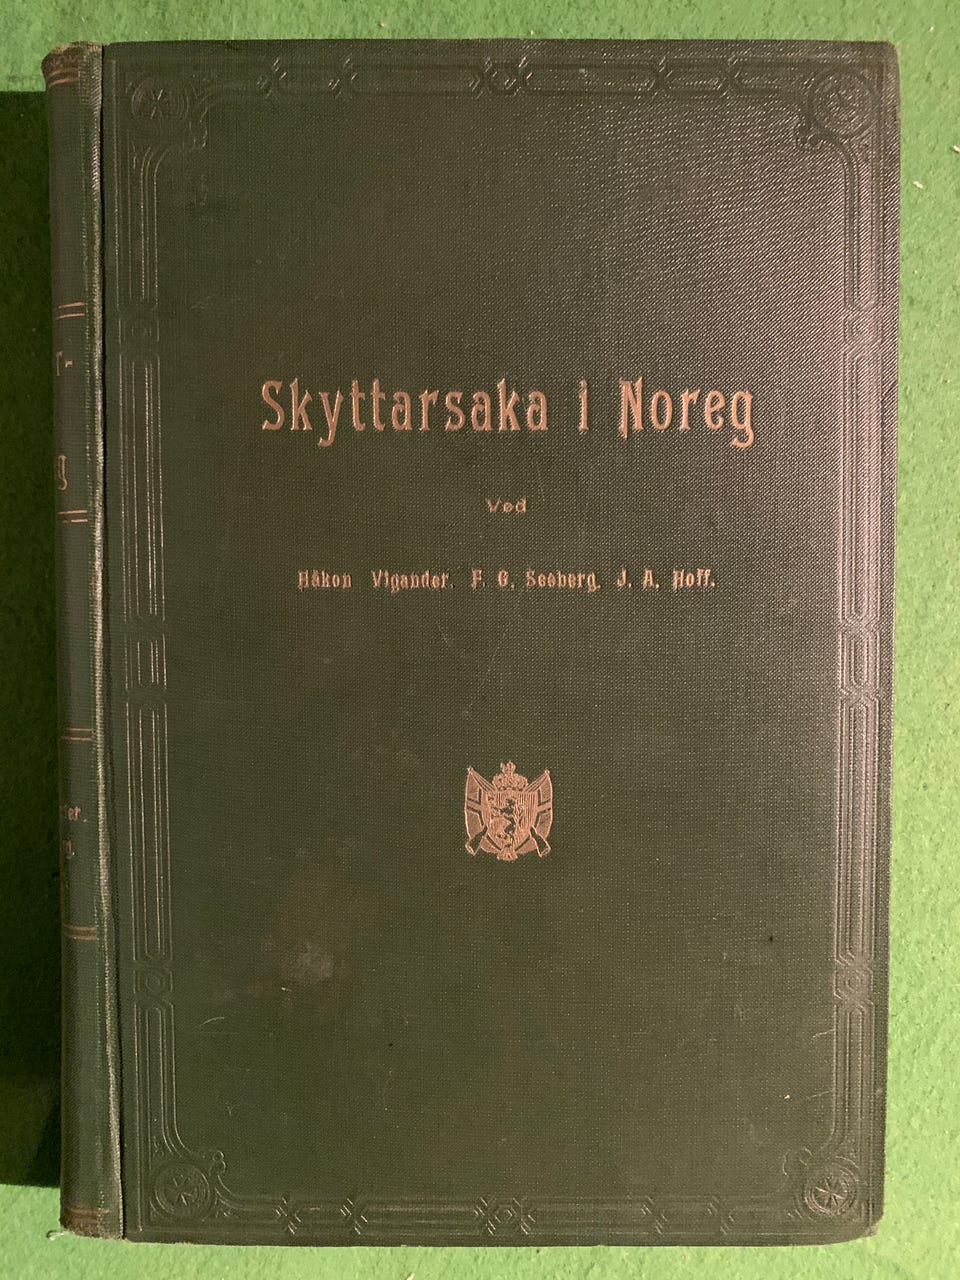 Skyttarsaka i Noreg
Ved
Håkon Vigander. F. G. Seeberg. J. A. Hoff.